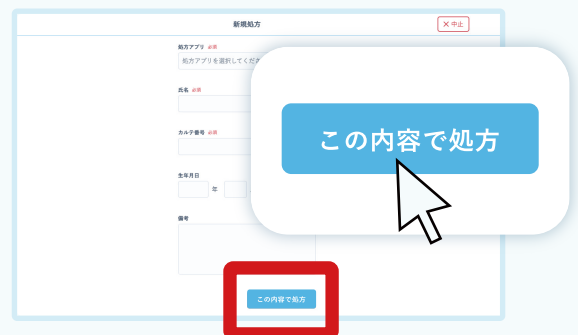 新規処方
× 中止
処方アプリ 必須
処方アプリを選択してくださ
氏名 必須
カルテ番号 必須
生年月日
年
備考
この内容で処方
この内容で処方